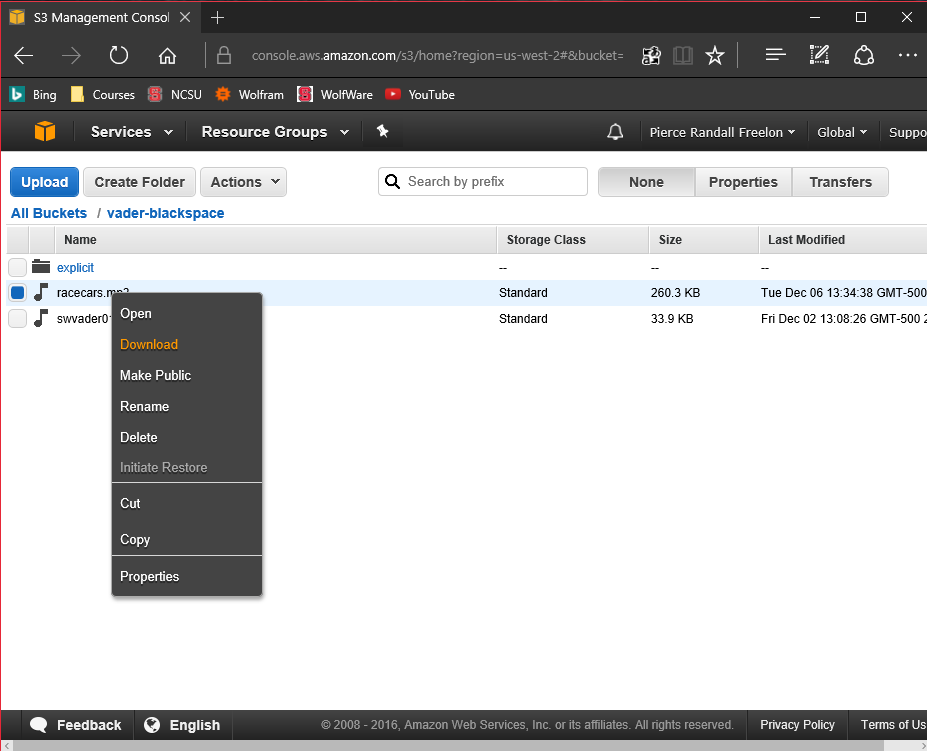 S3 Management Consol
console.aws.amazon.com/s3/home?region=us-west-2#&bucket=
Bing Courses NCSU Wolfram WolfWare YouTube
Services Resource Groups Pierce Randall Freelon Global Suppo
Upload Create Folder Actions Search by prefix None Properties Transfers
All Buckets / vader-blackspace
Name Storage Class Size Last Modified
explicit -- -- --
racecars.mp3 Standard 260.3 KB Tue Dec 06 13:34:38 GMT-500
swvader01 Standard 33.9 KB Fri Dec 02 13:08:26 GMT-500 2
Open
Download
Make Public
Rename
Delete
Initiate Restore
Cut
Copy
Properties
Feedback English © 2008 - 2016, Amazon Web Services, Inc. or its affiliates. All rights reserved. Privacy Policy Terms of Us